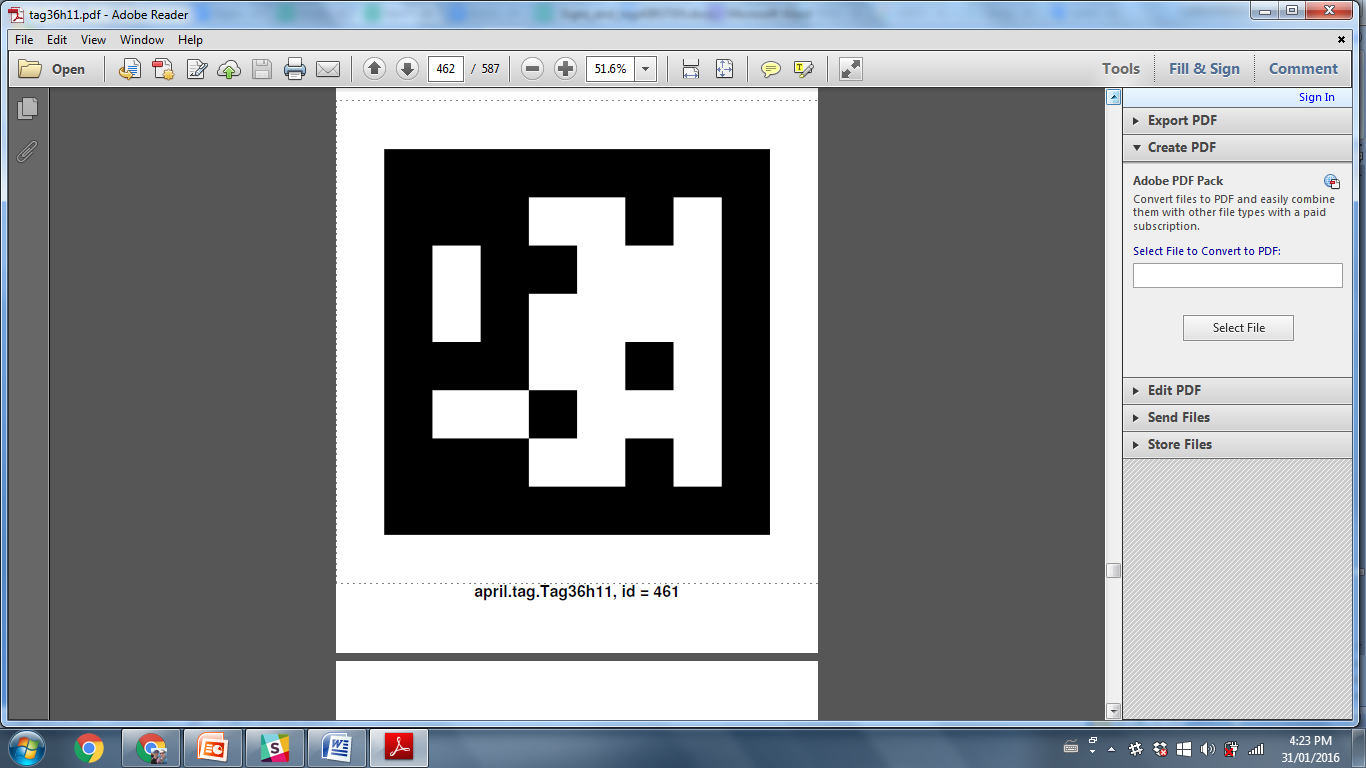 tag36h11.pdf - Adobe Reader
File Edit View Window Help
Open 462 / 587 51.6% Tools Fill & Sign Comment
Sign In
Export PDF
Create PDF
Adobe PDF Pack
Convert files to PDF and easily combine
them with other file types with a paid
subscription.
Select File to Convert to PDF:
Select File
Edit PDF
Send Files
Store Files
april.tag.Tag36h11, id = 461
4:23 PM
31/01/2016